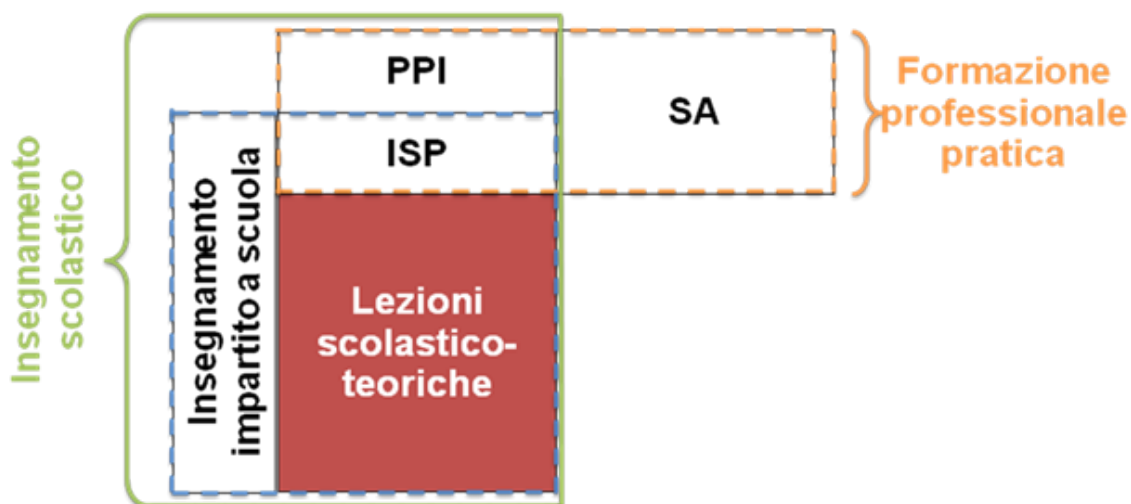 Insegnamento
scolastico
Insegnamento
impartito a scuola
PPI
ISP
SA
Lezioni
scolastico-
teoriche
Formazione
professionale
pratica